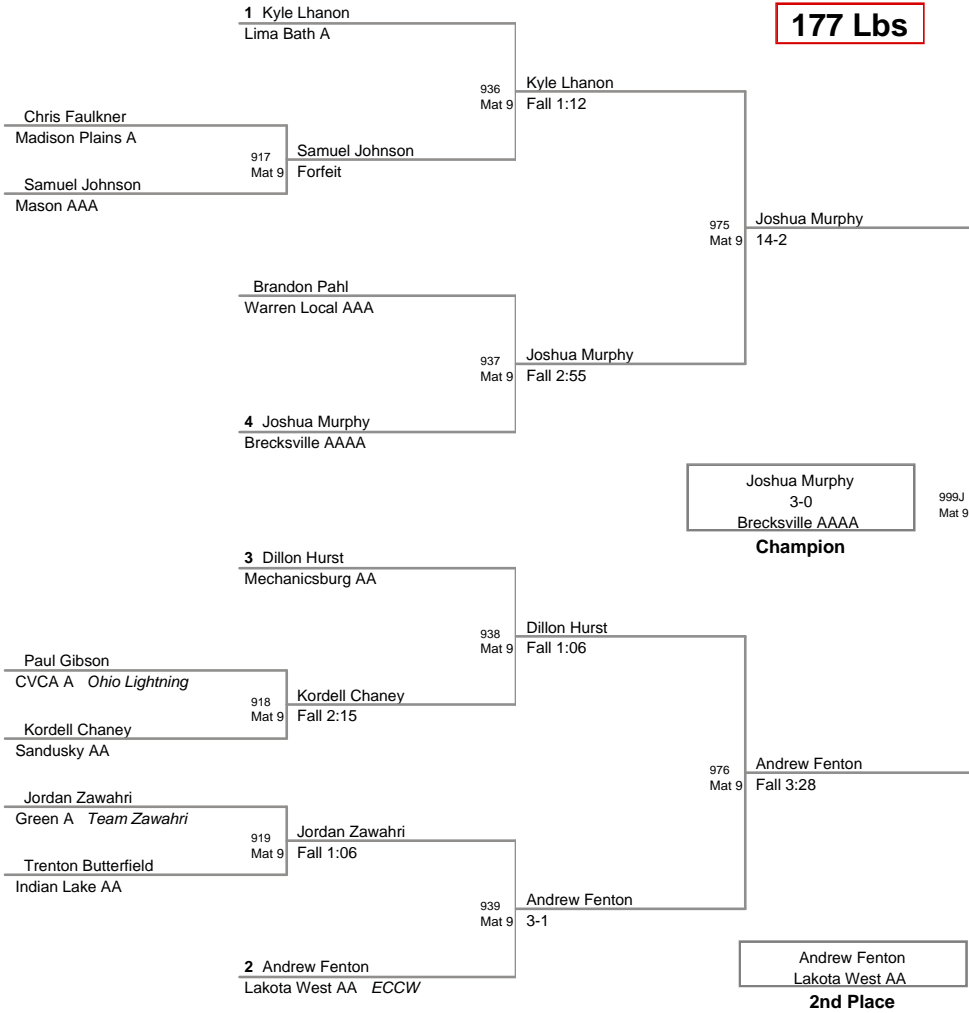 1 Kyle Lhanon
Lima Bath A
177 Lbs
936
Mat 9
Kyle Lhanon
Fall 1:12
Chris Faulkner
Madison Plains A
917
Mat 9
Samuel Johnson
Forfeit
Samuel Johnson
Mason AAA
975
Mat 9
Joshua Murphy
14-2
Brandon Pahl
Warren Local AAA
937
Mat 9
Joshua Murphy
Fall 2:55
4 Joshua Murphy
Brecksville AAAA
Joshua Murphy
3-0
Brecksville AAAA
Champion
999J
Mat 9
3 Dillon Hurst
Mechanicsburg AA
938
Mat 9
Dillon Hurst
Fall 1:06
Paul Gibson
CVCA A Ohio Lightning
918
Mat 9
Kordell Chaney
Fall 2:15
Kordell Chaney
Sandusky AA
976
Mat 9
Andrew Fenton
Fall 3:28
Jordan Zawahri
Green A Team Zawahri
919
Mat 9
Jordan Zawahri
Fall 1:06
Trenton Butterfield
Indian Lake AA
939
Mat 9
Andrew Fenton
3-1
2 Andrew Fenton
Lakota West AA ECCW
Andrew Fenton
Lakota West AA
2nd Place